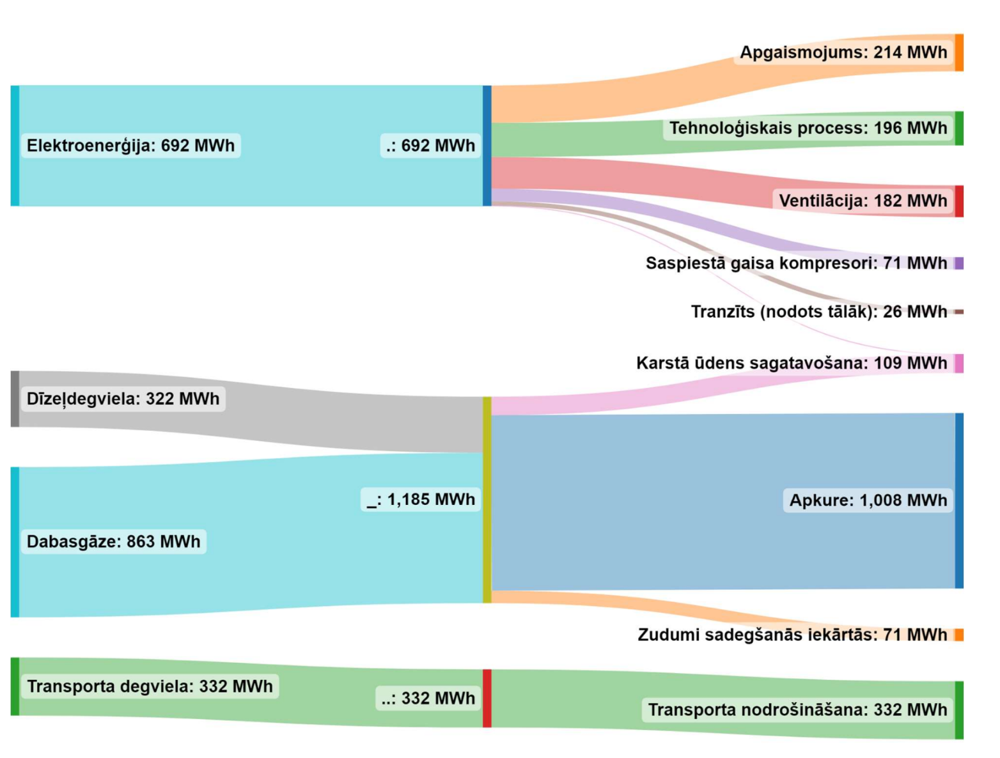 Apgaismojums: 214 MWh
Tehnoloģiskais process: 196 MWh
Elektroenerģija: 692 MWh
.: 692 MWh
Ventilācija: 182 MWh
Saspiestā gaisa kompresori: 71 MWh
Tranzīts (nodots tālāk): 26 MWh
Karstā ūdens sagatavošana: 109 MWh
Dīzeļdegviela: 322 MWh
_: 1,185 MWh
Apkure: 1,008 MWh
Dabasgāze: 863 MWh
Zudumi sadegšanās iekārtās: 71 MWh
Transporta degviela: 332 MWh
..: 332 MWh
Transporta nodrošināšana: 332 MWh